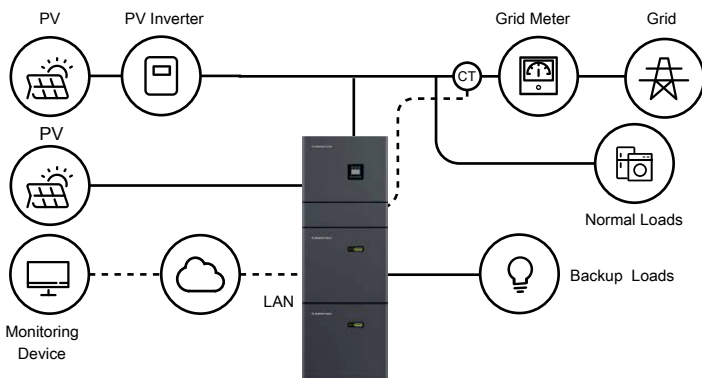 PV
PV Inverter
Grid Meter
Grid
CT
PV
Normal Loads
LAN
Backup Loads
Monitoring
Device